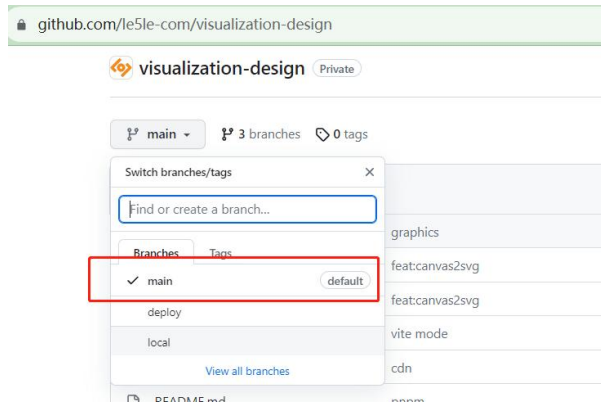 github.com/le5le-com/visualization-design
visualization-design Private
main 3 branches 0 tags
Switch branches/tags
Find or create a branch...
graphics
Branches Tags
feat:canvas2svg
main default
feat:canvas2svg
deploy
vite mode
local
View all branches
cdn
README.md
pnpm